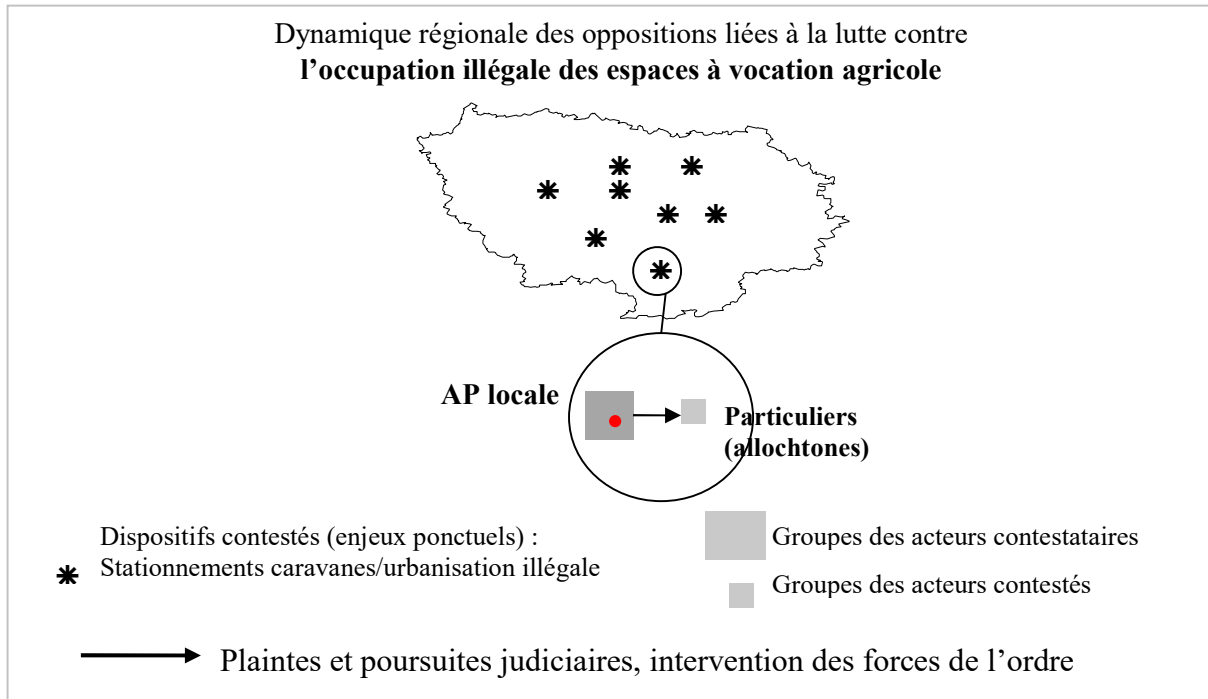 Dynamique régionale des oppositions liées à la lutte contre
l’occupation illégale des espaces à vocation agricole
AP locale
Particuliers
(allochtones)
Dispositifs contestés (enjeux ponctuels) :
Stationnements caravanes/urbanisation illégale
Groupes des acteurs contestataires
Groupes des acteurs contestés
Plaintes et poursuites judiciaires, intervention des forces de l’ordre